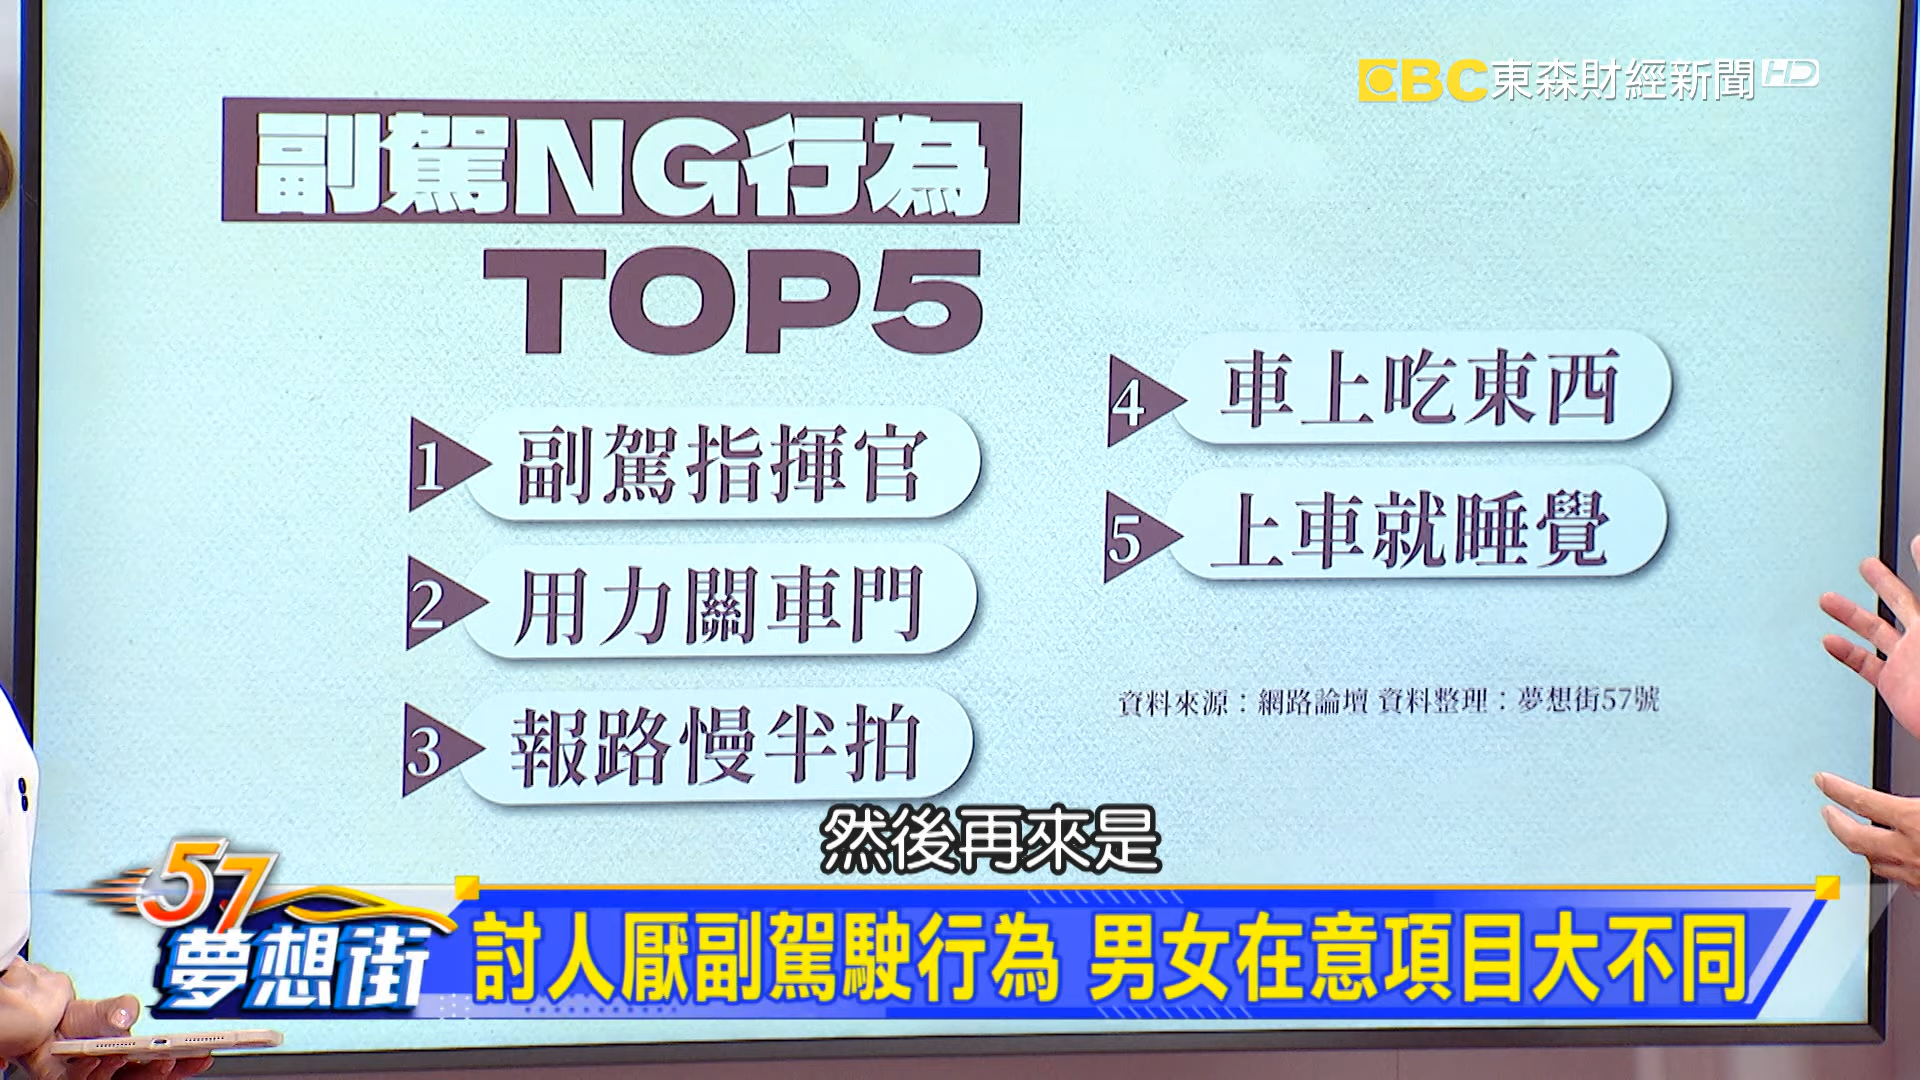 EBC東森財經新聞HD
副駕NG行為
TOP5
1 副駕指揮官
2 用力關車門
3 報路慢半拍
4 車上吃東西
5 上車就睡覺
資料來源：網路論壇 資料整理：夢想街57號
然後再來是
57
夢想街
討人厭副駕駛行為 男女在意項目大不同